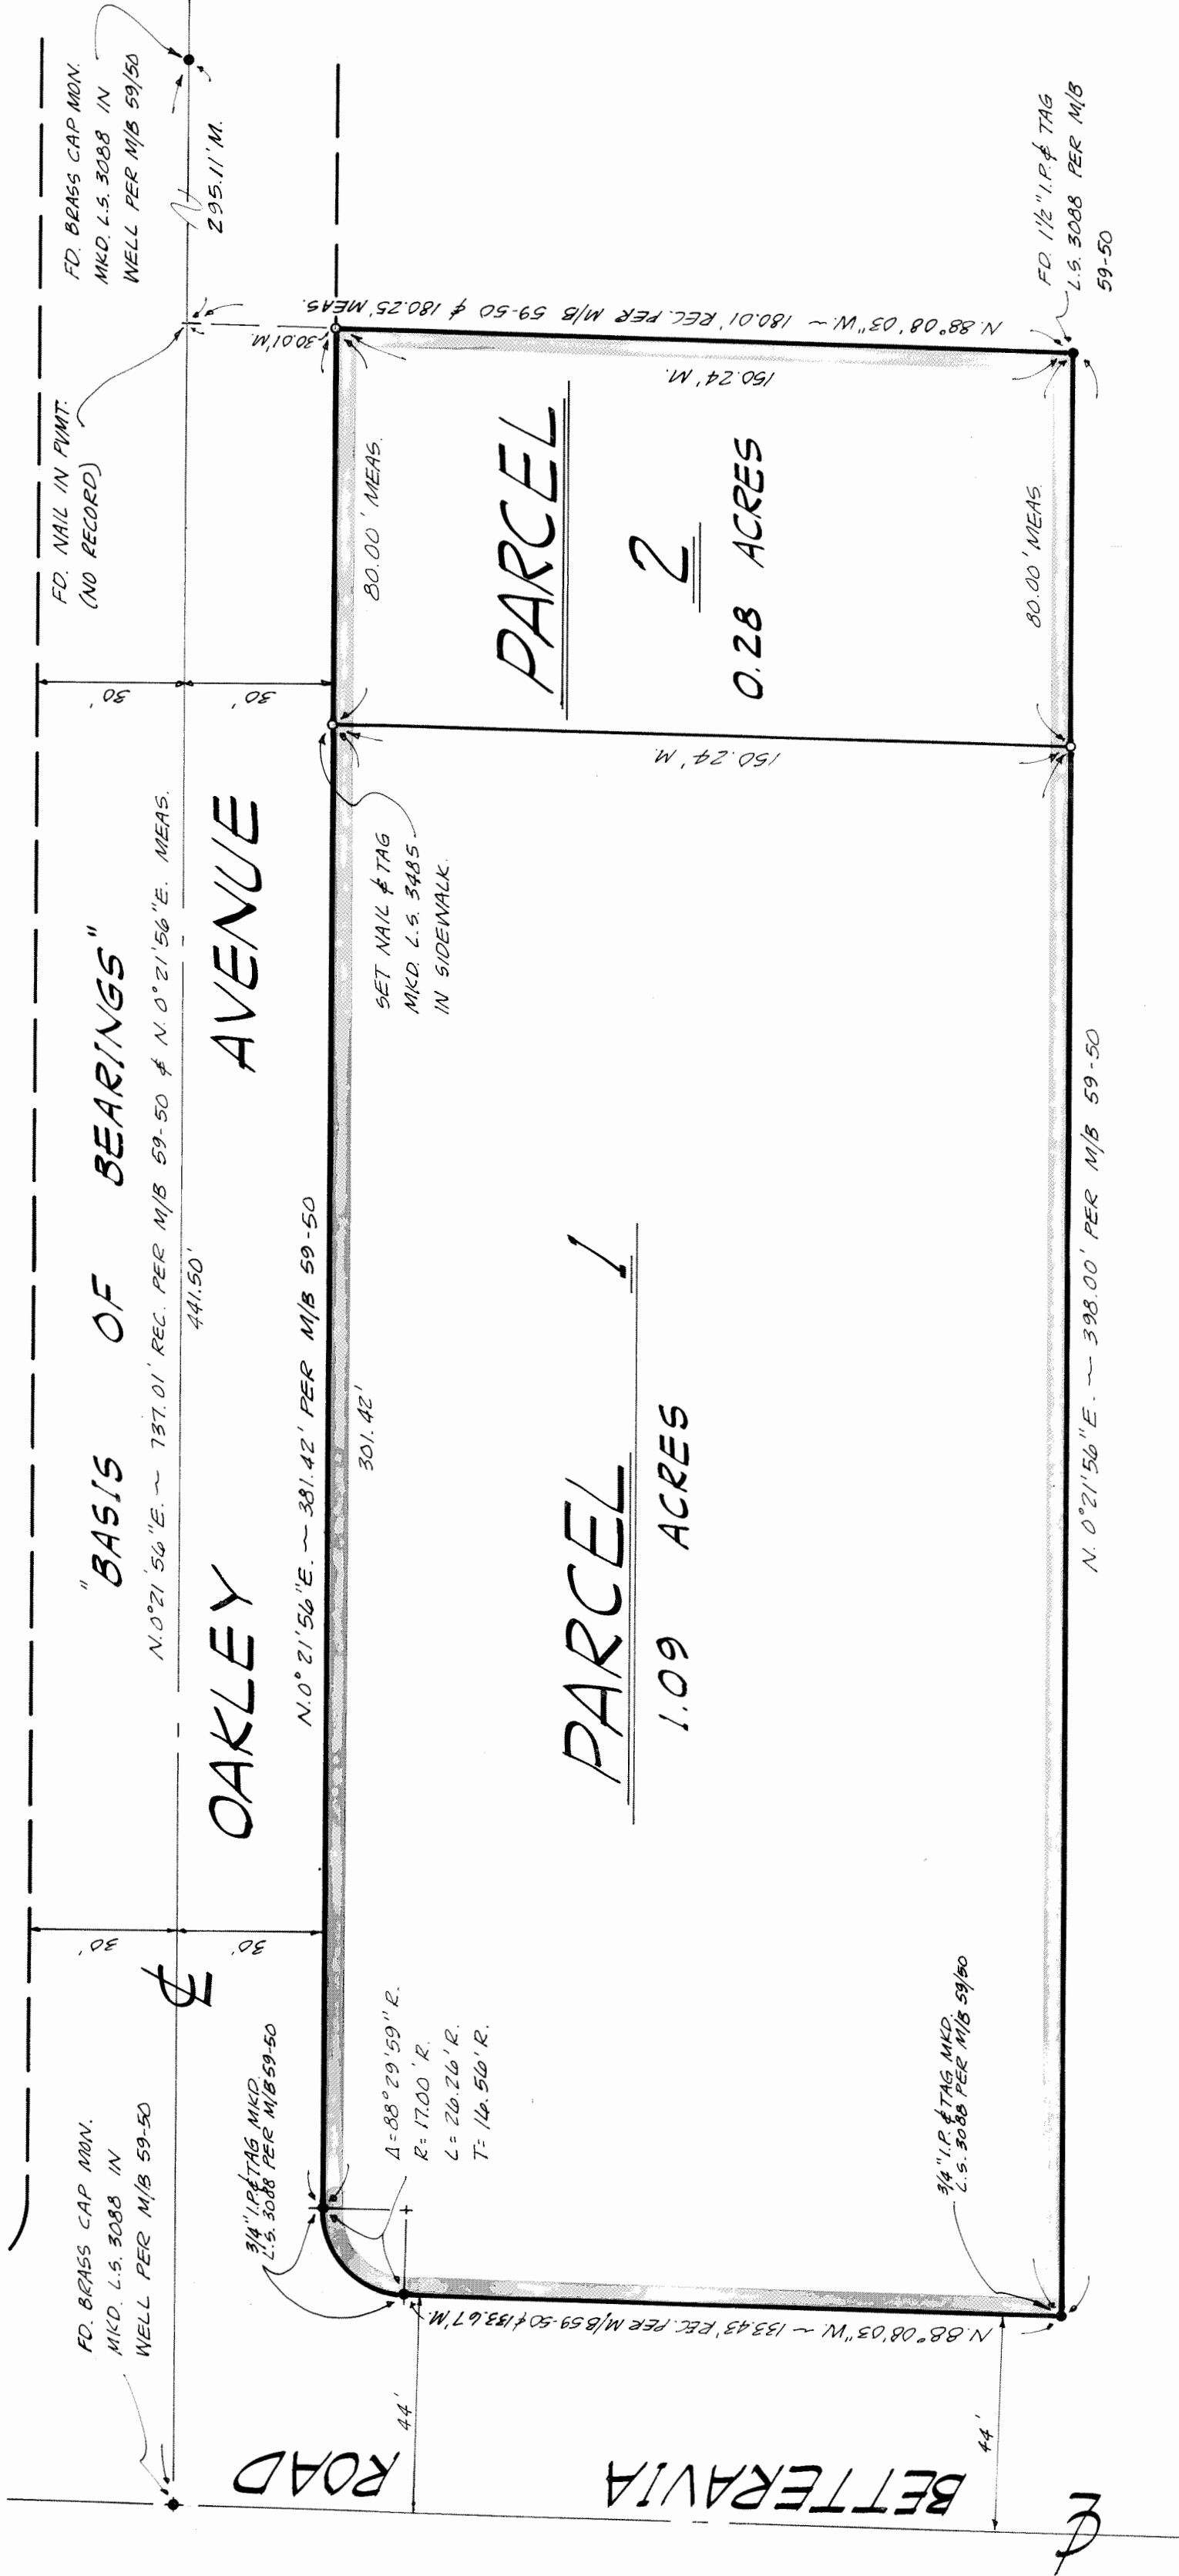 FD. BRASS CAP MON.
MKD. L.S. 3088 IN
WELL PER M/B 59-50
FD. NAIL IN PVMT.
(NO RECORD)
FD. BRASS CAP MON.
MKD. L.S. 3088 IN
WELL PER M/B 59/50
295.11' M.
30'
30'
30'
30'
"BASIS OF BEARINGS"
N.0°21'56"E. ~ 737.01' REC. PER M/B 59-50 & N.0°21'56"E. MEAS.
441.50'
℄
OAKLEY AVENUE
N.0°21'56"E. ~ 381.42' PER M/B 59-50
301.42'
80.00' MEAS.
30.01' M.
3/4" I.P. & TAG MKD.
L.S. 3088 PER M/B 59-50
Δ=88°29'59" R.
R=17.00' R.
L=26.26' R.
T=16.56' R.
SET NAIL & TAG
MKD. L.S. 3485
IN SIDEWALK.
PARCEL 1
1.09 ACRES
PARCEL
2
0.28 ACRES
150.24' M.
150.24' M.
N.88°08'03"W. ~ 180.01' REC. PER M/B 59-50 & 180.25' MEAS.
80.00' MEAS.
FD. 1 1/2" I.P. & TAG
L.S. 3088 PER M/B
59-50
3/4" I.P. & TAG MKD.
L.S. 3088 PER M/B 59/50
N. 0°21'56"E. ~ 398.00' PER M/B 59-50
N.88°08'03"W ~ 133.43' REC. PER M/B 59-50 & 133.67' M.
44'
44'
BETTERAVIA ROAD
℄